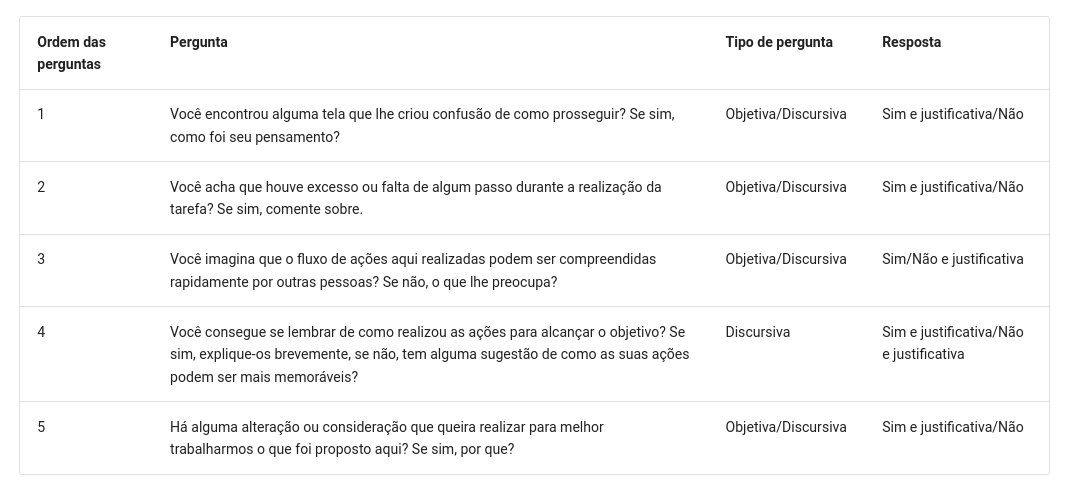 Ordem das perguntas Pergunta Tipo de pergunta Resposta
1 Você encontrou alguma tela que lhe criou confusão de como prosseguir? Se sim, Objetiva/Discursiva Sim e justificativa/Não
como foi seu pensamento?
2 Você acha que houve excesso ou falta de algum passo durante a realização da Objetiva/Discursiva Sim e justificativa/Não
tarefa? Se sim, comente sobre.
3 Você imagina que o fluxo de ações aqui realizadas podem ser compreendidas Objetiva/Discursiva Sim/Não e justificativa
rapidamente por outras pessoas? Se não, o que lhe preocupa?
4 Você consegue se lembrar de como realizou as ações para alcançar o objetivo? Se Discursiva Sim e justificativa/Não
sim, explique-os brevemente, se não, tem alguma sugestão de como as suas ações e justificativa
podem ser mais memoráveis?
5 Há alguma alteração ou consideração que queira realizar para melhor Objetiva/Discursiva Sim e justificativa/Não
trabalharmos o que foi proposto aqui? Se sim, por que?